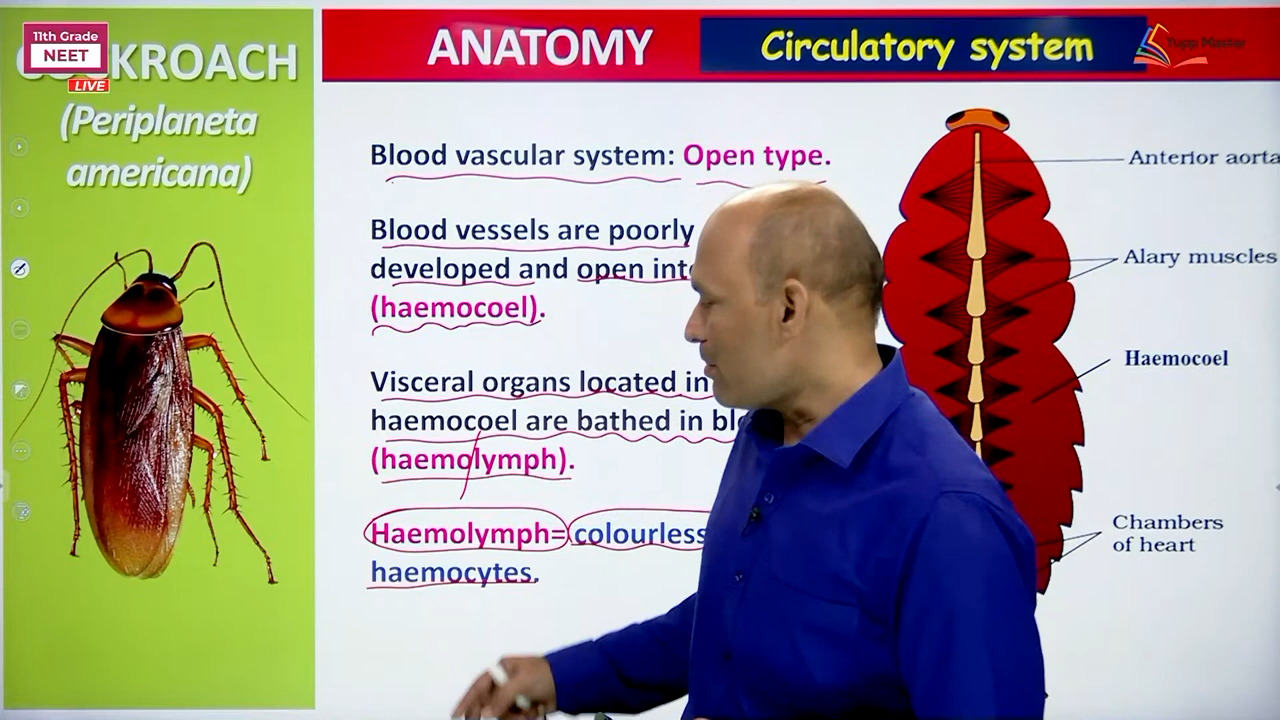 11th Grade
NEET
LIVE
KROACH
(Periplaneta
americana)
ANATOMY
Circulatory system
Blood vascular system: Open type.
Blood vessels are poorly
developed and open int
(haemocoel).
Visceral organs located in
haemocoel are bathed in bl
(haemolymph).
Haemolymph= colourless
haemocytes.
Anterior aorta
Alary muscles
Haemocoel
Chambers
of heart